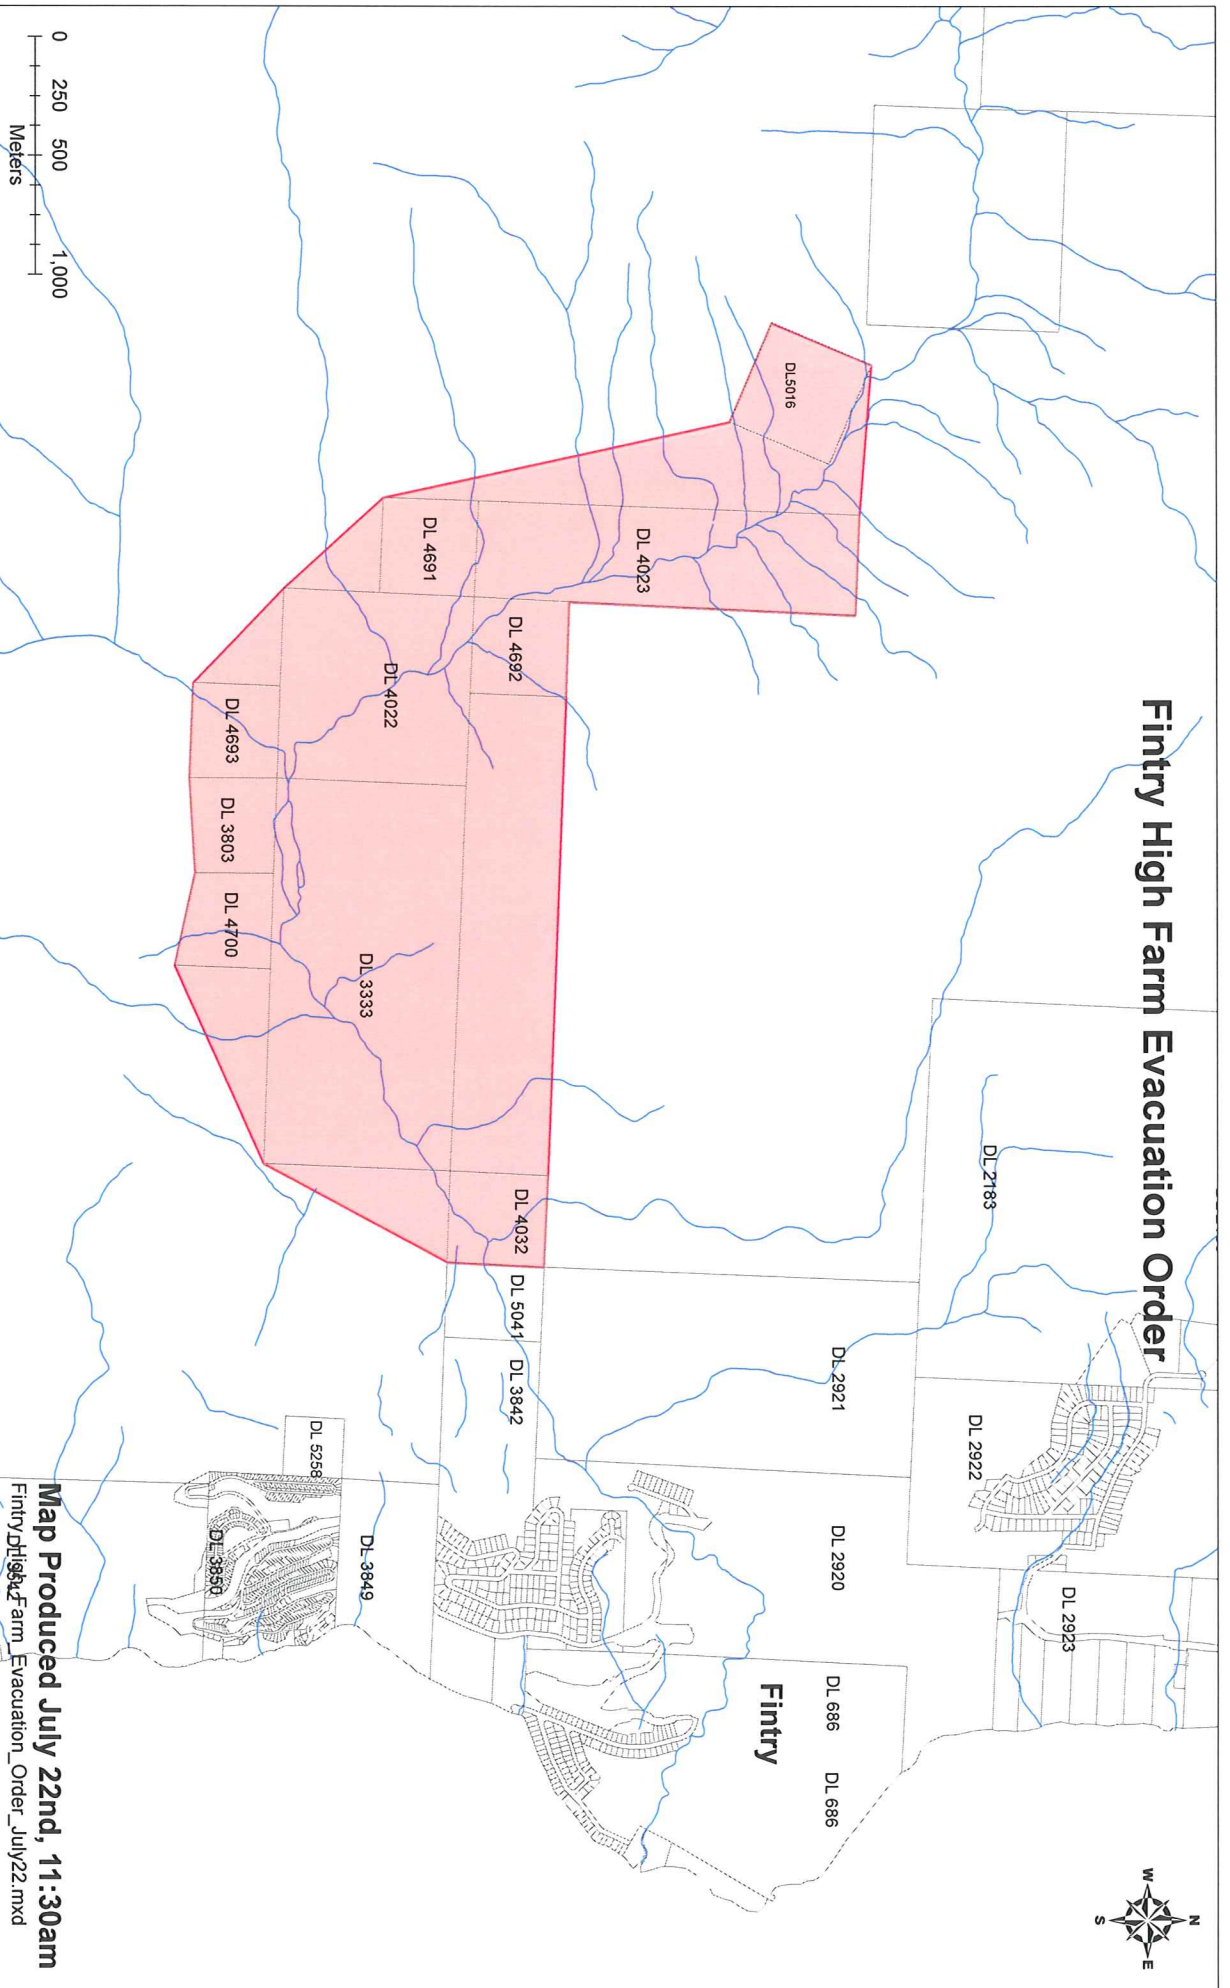 Fintry High Farm Evacuation Order
N
W
E
S
DL 2183
DL 2922
DL 2923
DL5016
DL 4023
DL 2921
DL 2920
DL 686
DL 686
Fintry
DL 4691
DL 4692
DL 4032
DL 5041
DL 3842
DL 4022
DL 3333
DL 3849
DL 5258
DL 4693
DL 3803
DL 4700
DL 3850
0 250 500 1,000
Meters
Map Produced July 22nd, 11:30am
Fintry_High_Farm_Evacuation_Order_July22.mxd